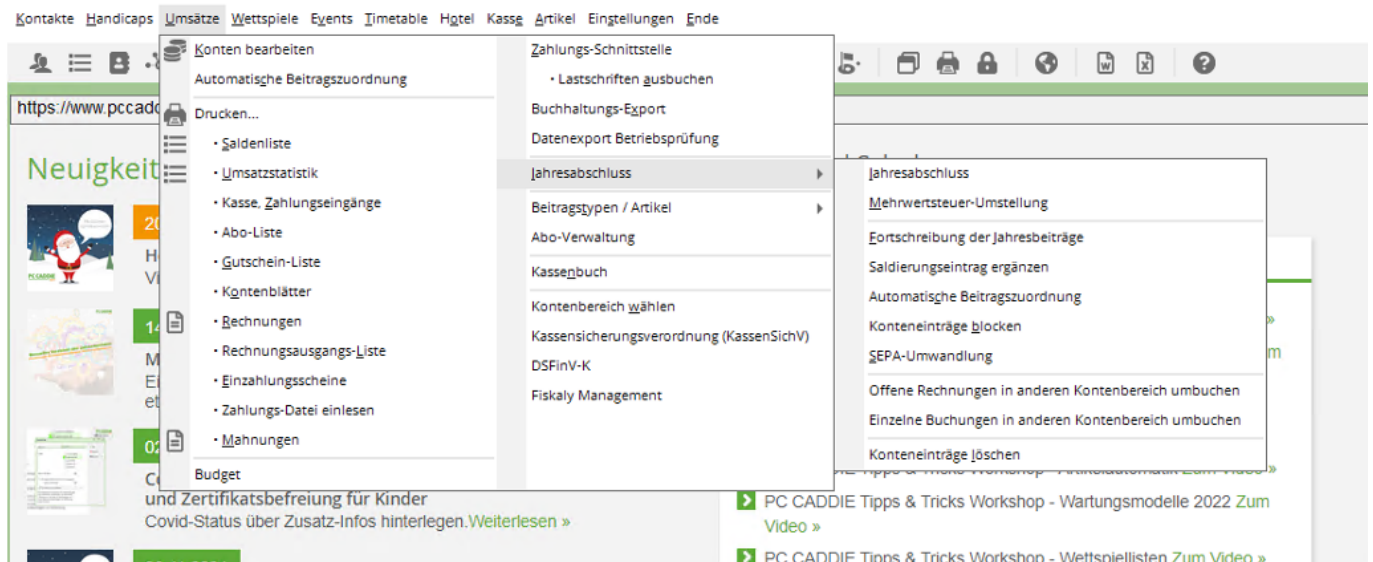 Kontakte Handicaps Umsätze Wettspiele Events Timetable Hotel Kasse Artikel Einstellungen Ende
Konten bearbeiten
Automatische Beitragszuordnung
Drucken...
• Saldenliste
• Umsatzstatistik
• Kasse, Zahlungseingänge
• Abo-Liste
• Gutschein-Liste
• Kontenblätter
• Rechnungen
• Rechnungsausgangs-Liste
• Einzahlungsscheine
• Zahlungs-Datei einlesen
• Mahnungen
Budget
Zahlungs-Schnittstelle
• Lastschriften ausbuchen
Buchhaltungs-Export
Datenexport Betriebsprüfung
Jahresabschluss
Beitragstypen / Artikel
Abo-Verwaltung
Kassenbuch
Kontenbereich wählen
Kassensicherungsverordnung (KassenSichV)
DSFinV-K
Fiskaly Management
Jahresabschluss
Mehrwertsteuer-Umstellung
Fortschreibung der Jahresbeiträge
Saldierungseintrag ergänzen
Automatische Beitragszuordnung
Konteneinträge blocken
SEPA-Umwandlung
Offene Rechnungen in anderen Kontenbereich umbuchen
Einzelne Buchungen in anderen Kontenbereich umbuchen
Konteneinträge löschen
https://www.pccadd
Neuigkeit
PC CADDIE
und Zertifikatsbefreiung für Kinder
Covid-Status über Zusatz-Infos hinterlegen.Weiterlesen »
PC CADDIE Tipps & Tricks Workshop - Wartungsmodelle 2022 Zum
Video »
PC CADDIE Tipps & Tricks Workshop - Wettspiellisten Zum Video »